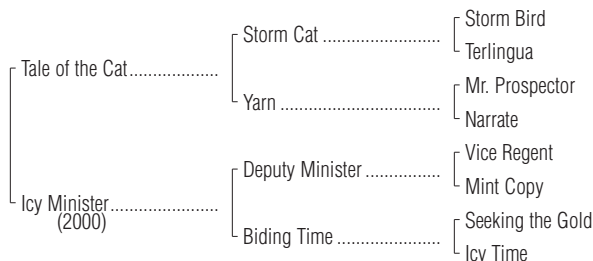 Storm Bird
Storm Cat ........................
Terlingua
Tale of the Cat..................
Mr. Prospector
Yarn .................................
Narrate
Vice Regent
Deputy Minister ...............
Mint Copy
Icy Minister......................
(2000)
Seeking the Gold
Biding Time .....................
Icy Time